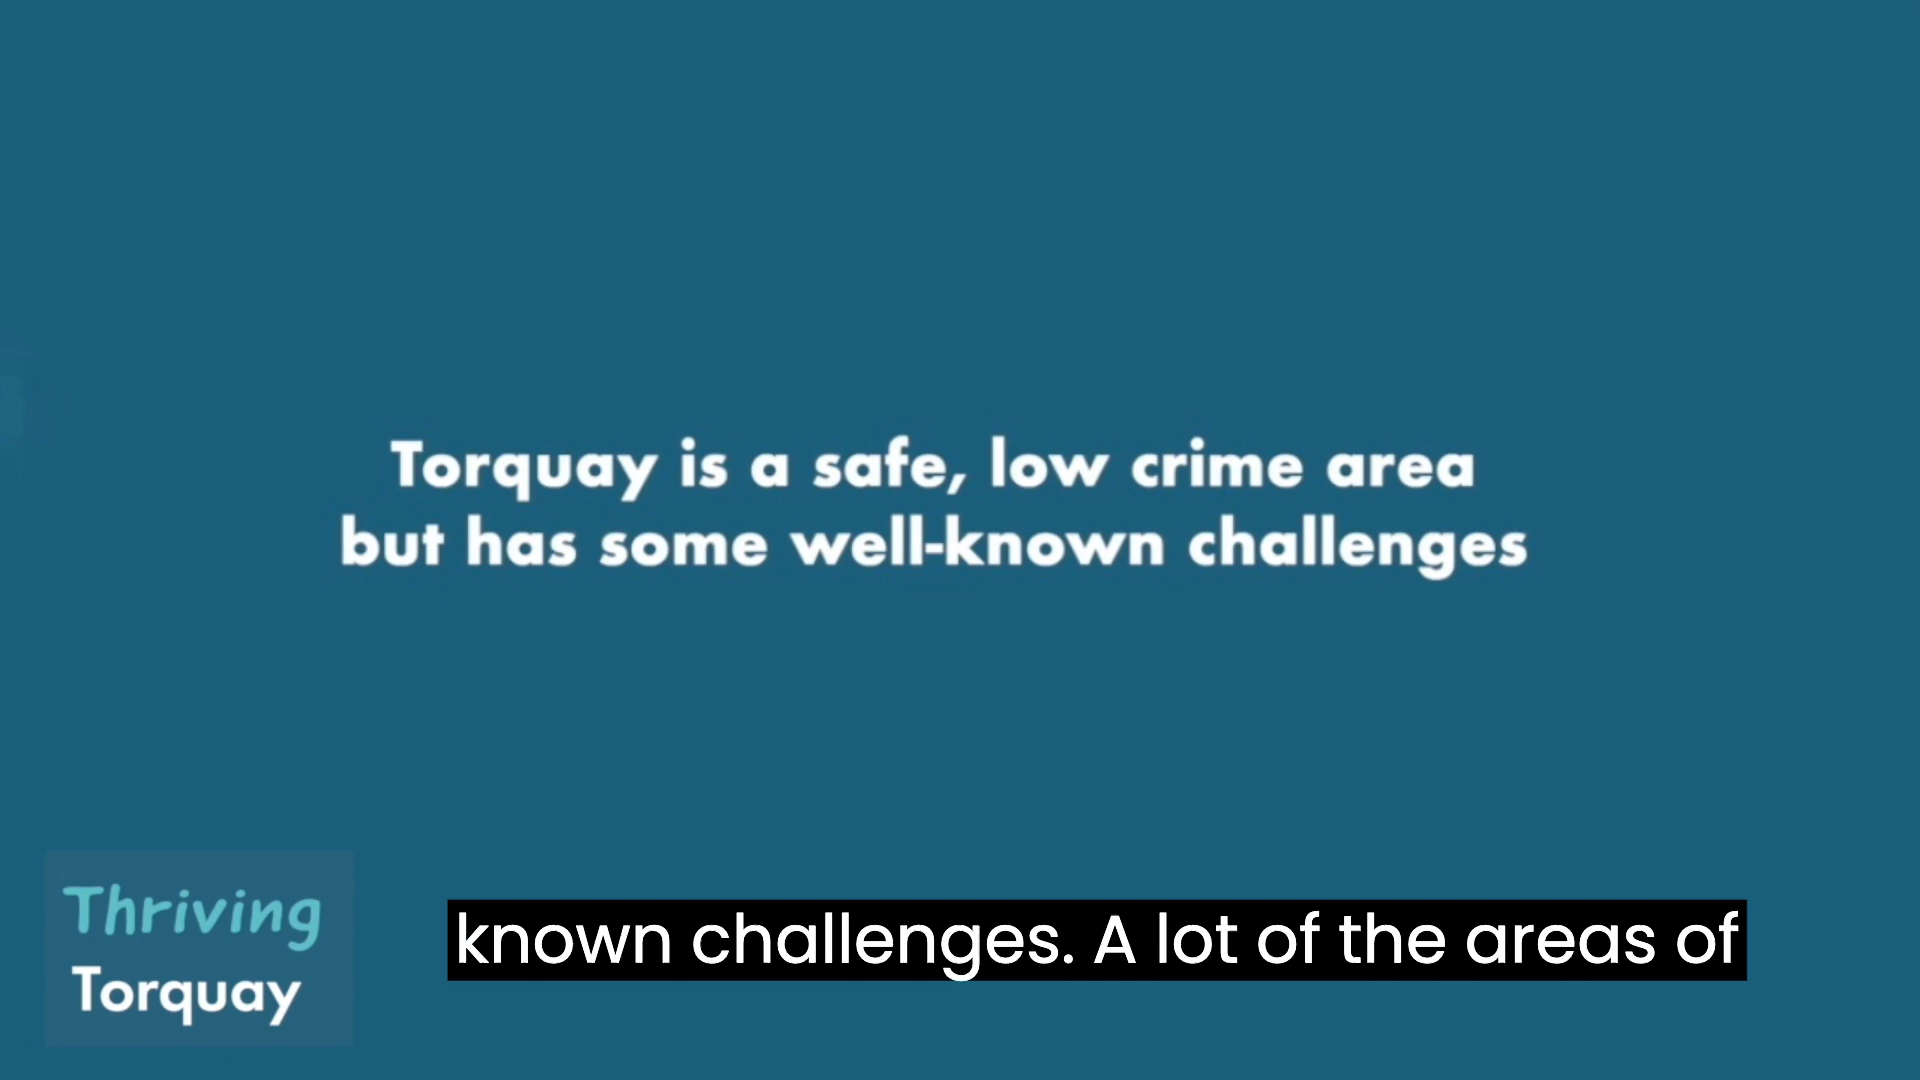 Torquay is a safe, low crime area
but has some well-known challenges
Thriving
Torquay
known challenges. A lot of the areas of